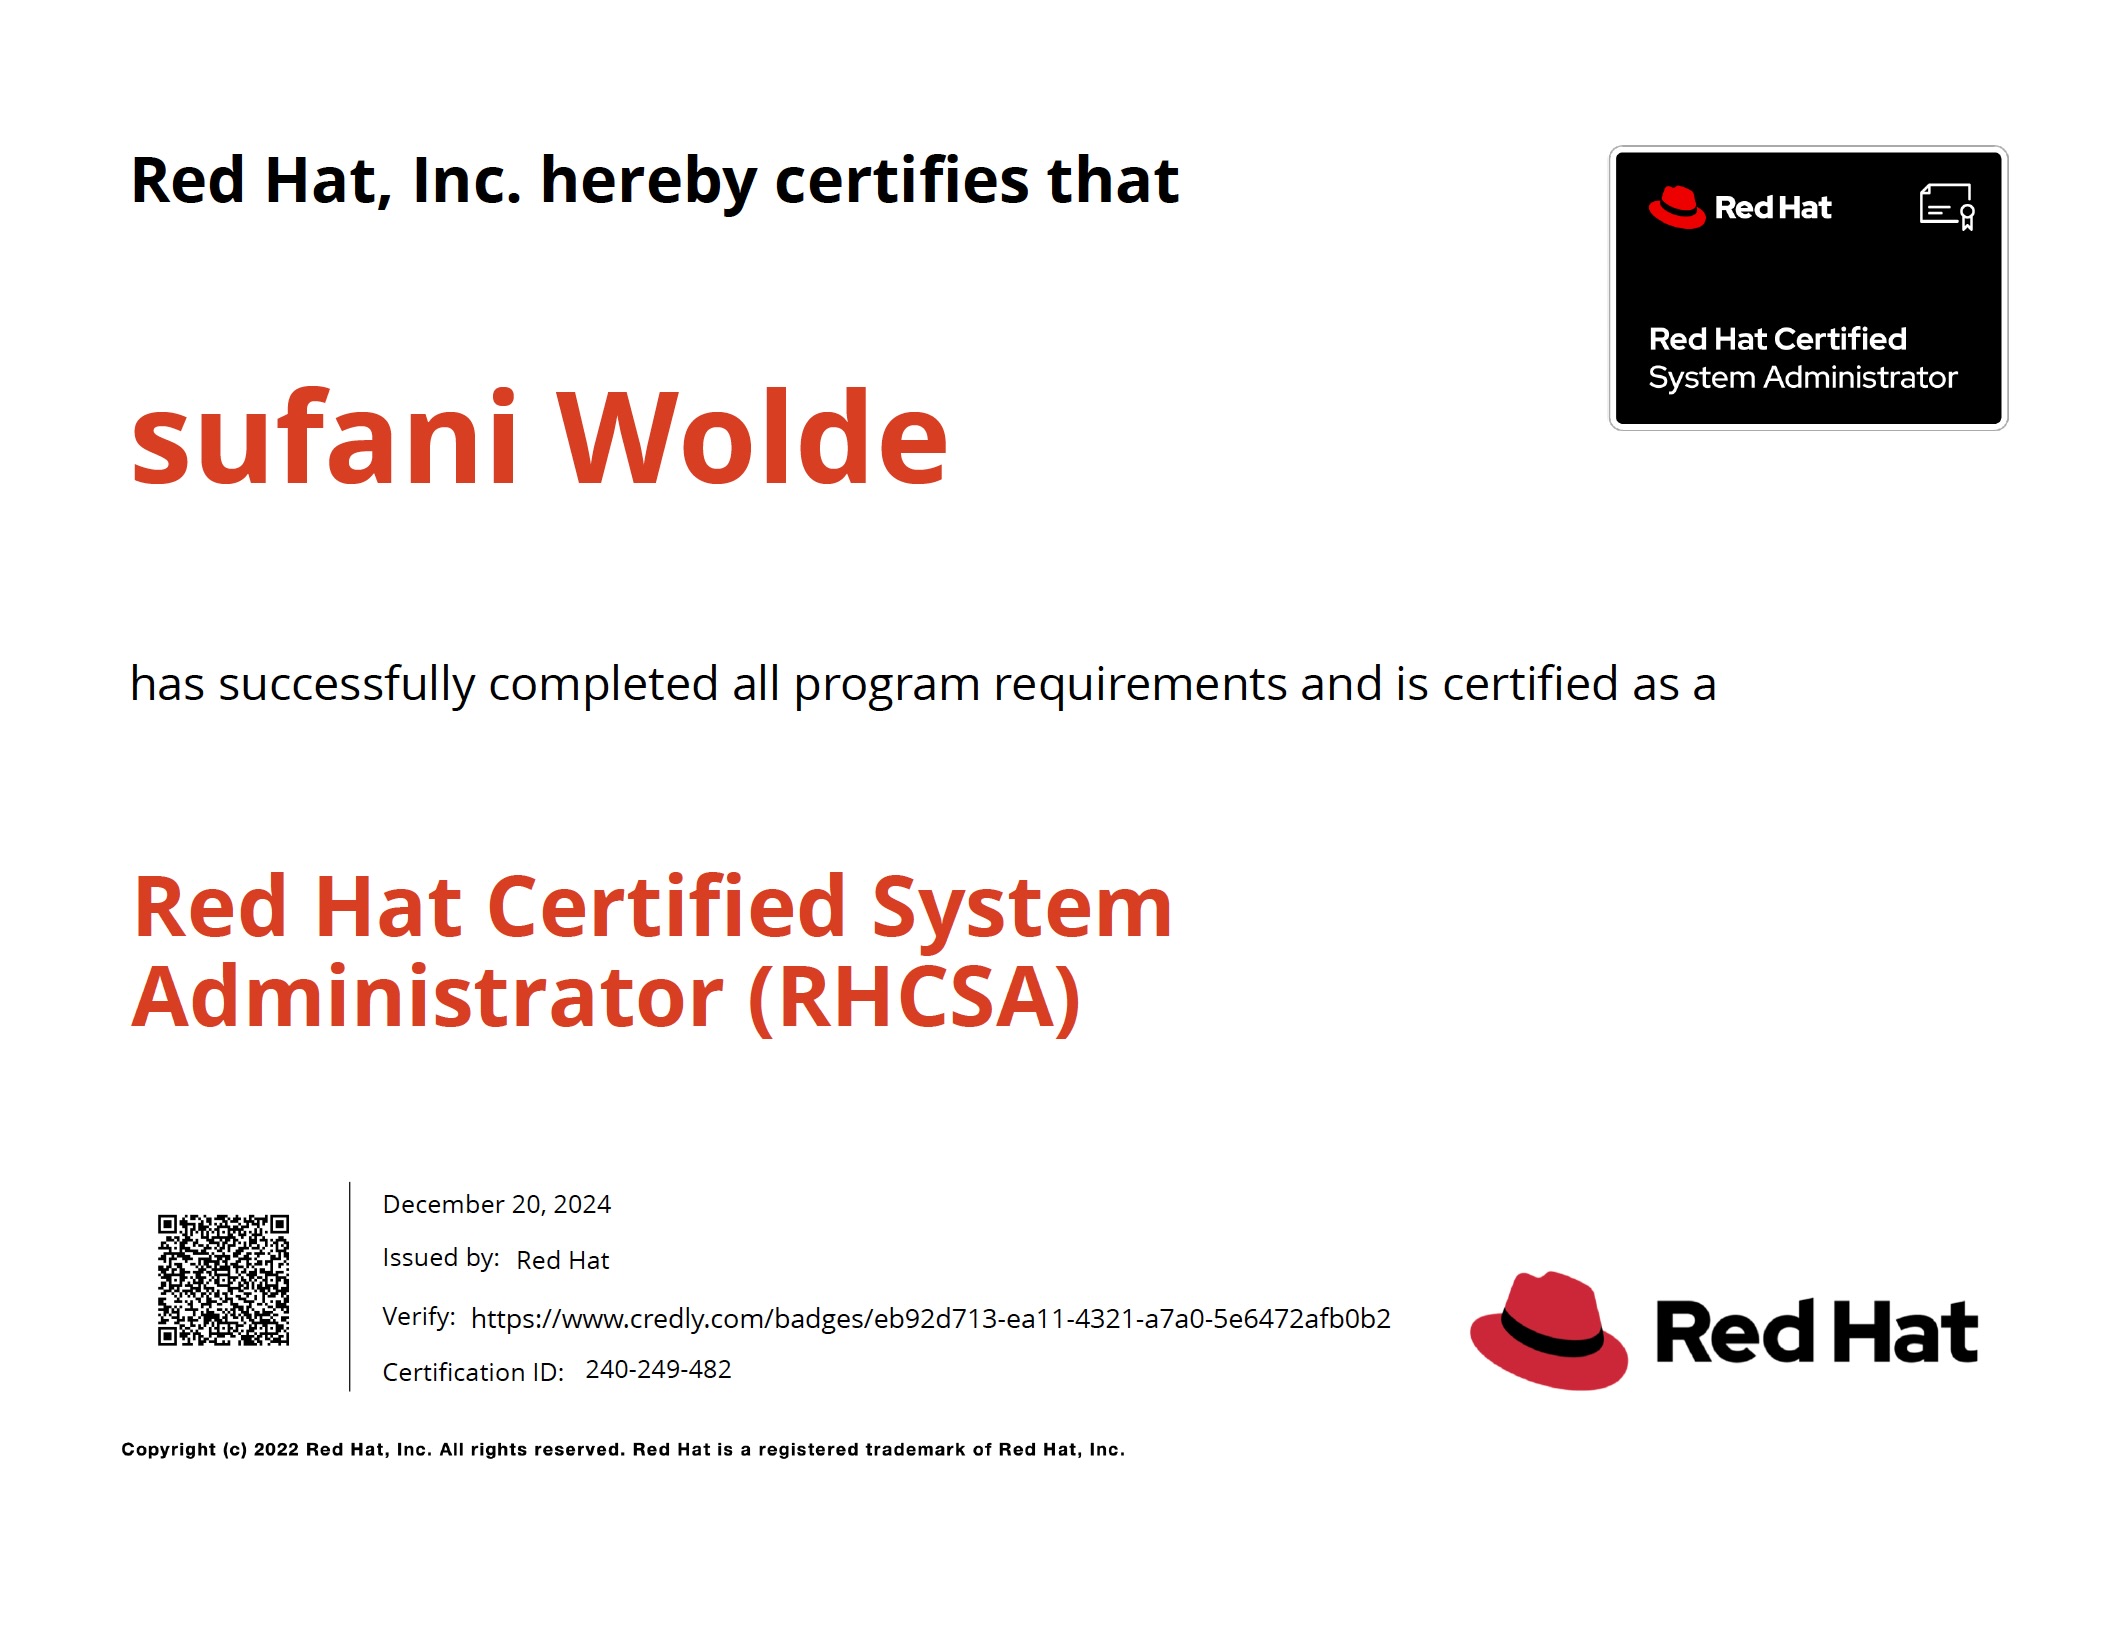 Red Hat, Inc. hereby certifies that
Red Hat
Red Hat Certified
System Administrator
sufani Wolde
has successfully completed all program requirements and is certified as a
Red Hat Certified System
Administrator (RHCSA)
December 20, 2024
Issued by: Red Hat
Verify: https://www.credly.com/badges/eb92d713-ea11-4321-a7a0-5e6472afb0b2
Certification ID: 240-249-482
Red Hat
Copyright (c) 2022 Red Hat, Inc. All rights reserved. Red Hat is a registered trademark of Red Hat, Inc.